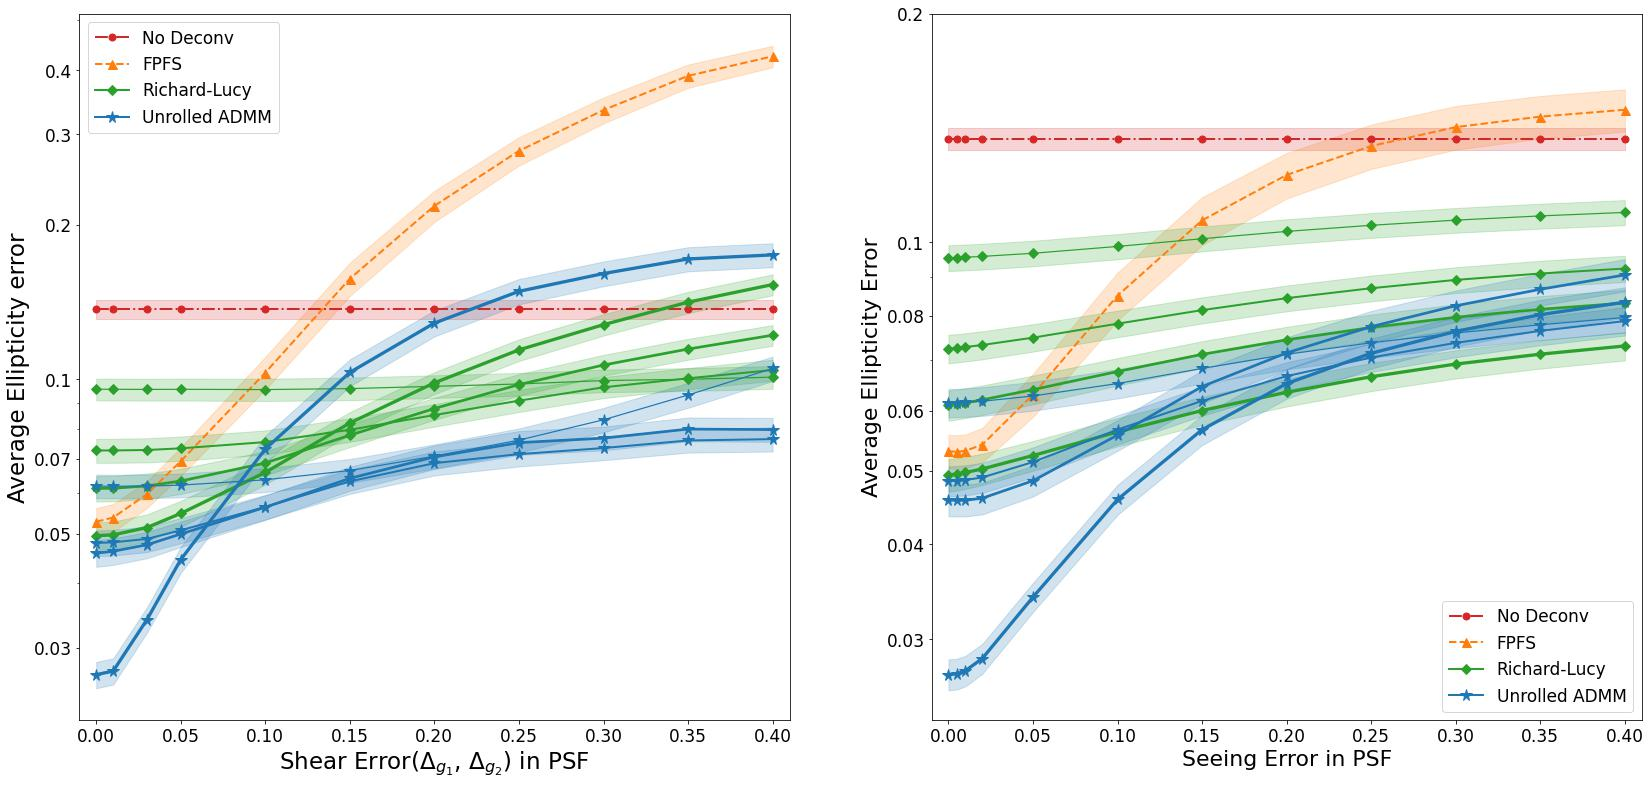 No Deconv
FPFS
Richard-Lucy
Unrolled ADMM
0.4
0.3
0.2
0.1
0.07
0.05
0.03
Average Ellipticity error
0.00 0.05 0.10 0.15 0.20 0.25 0.30 0.35 0.40
Shear Error(Δg₁, Δg₂) in PSF
0.2
0.1
0.08
0.06
0.05
0.04
0.03
Average Ellipticity Error
No Deconv
FPFS
Richard-Lucy
Unrolled ADMM
0.00 0.05 0.10 0.15 0.20 0.25 0.30 0.35 0.40
Seeing Error in PSF